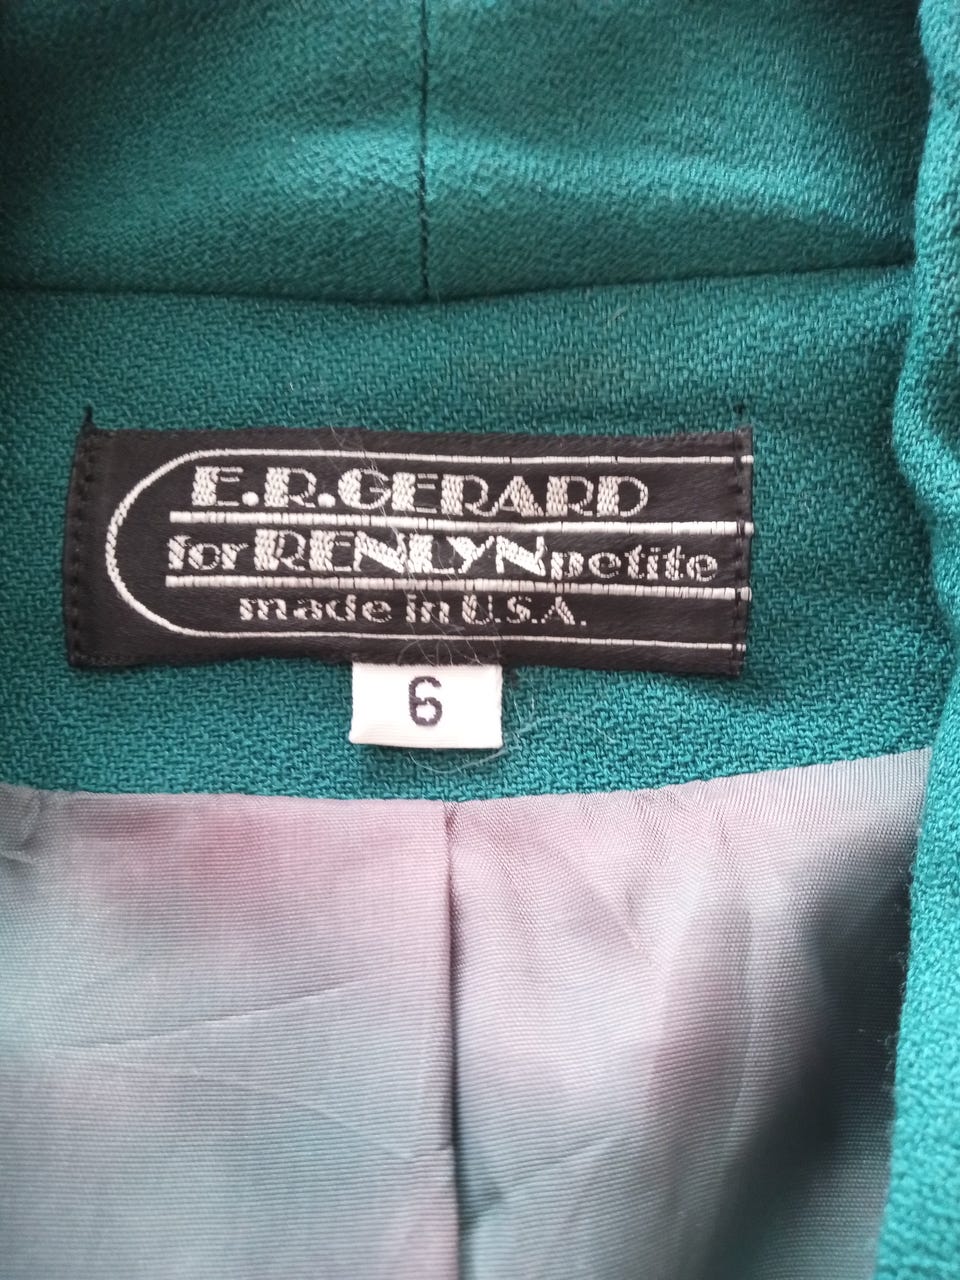 E.R.GERARD
for RENLYN petite
made in U.S.A.
6